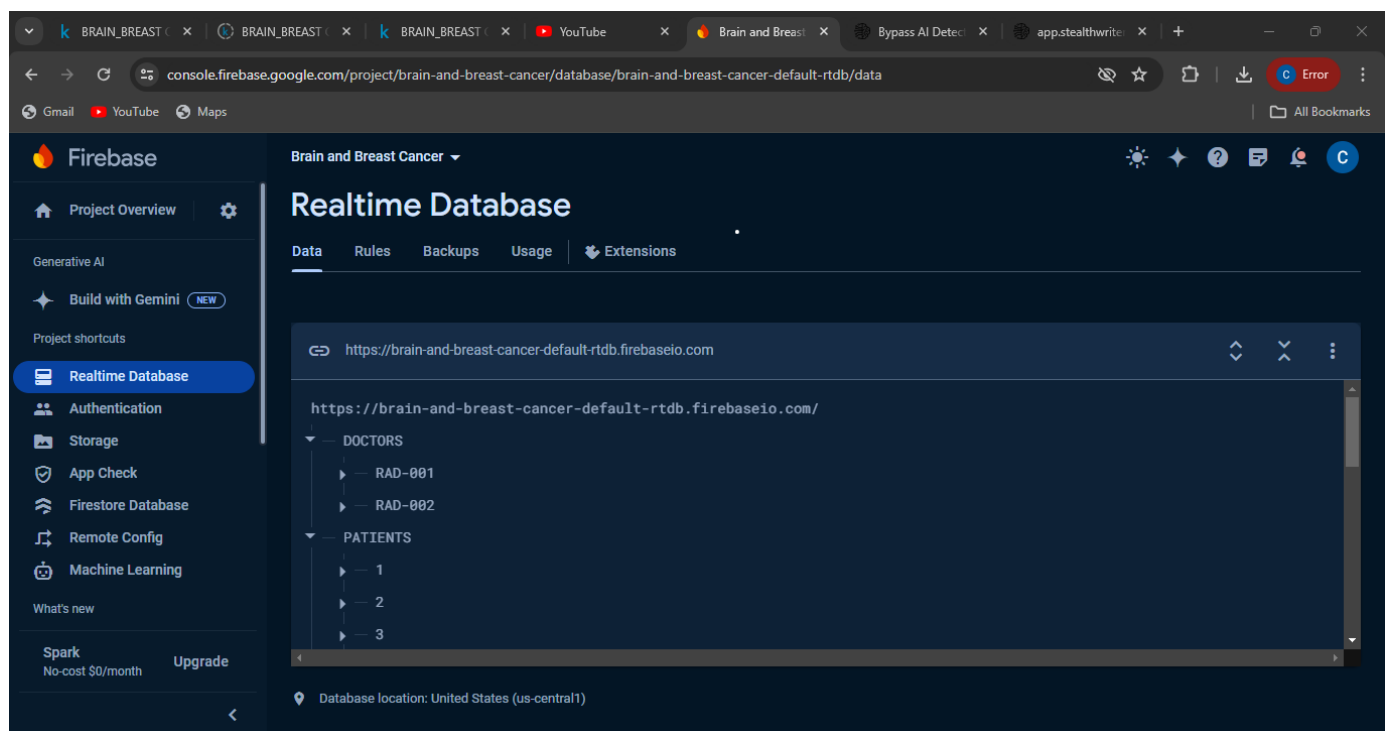 BRAIN_BREAST C
BRAIN_BREAST C
BRAIN_BREAST C
YouTube
Brain and Breast
Bypass AI Detect
app.stealthwrite
console.firebase.google.com/project/brain-and-breast-cancer/database/brain-and-breast-cancer-default-rtdb/data
C Error
Gmail YouTube Maps All Bookmarks
Firebase
Brain and Breast Cancer
C
Project Overview
Realtime Database
Data Rules Backups Usage Extensions
Generative AI
Build with Gemini NEW
Project shortcuts
Realtime Database
Authentication
Storage
App Check
Firestore Database
Remote Config
Machine Learning
What's new
Spark
No-cost $0/month
Upgrade
https://brain-and-breast-cancer-default-rtdb.firebaseio.com
https://brain-and-breast-cancer-default-rtdb.firebaseio.com/
DOCTORS
RAD-001
RAD-002
PATIENTS
1
2
3
Database location: United States (us-central1)